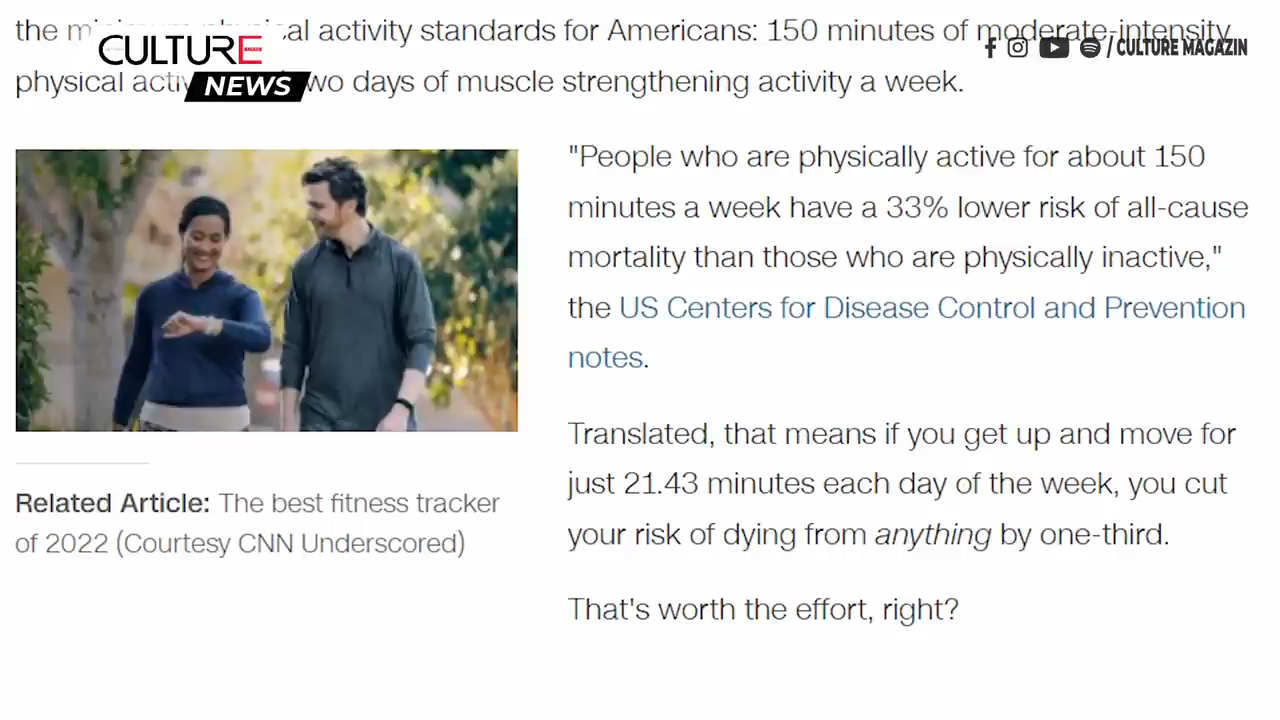 the al activity standards for Americans: 150 minutes of moderate-intensity
CULTURE
/ CULTURE MAGAZIN
NEWS
physical two days of muscle strengthening activity a week.
"People who are physically active for about 150
minutes a week have a 33% lower risk of all-cause
mortality than those who are physically inactive,"
the US Centers for Disease Control and Prevention
notes.
Translated, that means if you get up and move for
just 21.43 minutes each day of the week, you cut
your risk of dying from anything by one-third.
That's worth the effort, right?
Related Article: The best fitness tracker
of 2022 (Courtesy CNN Underscored)